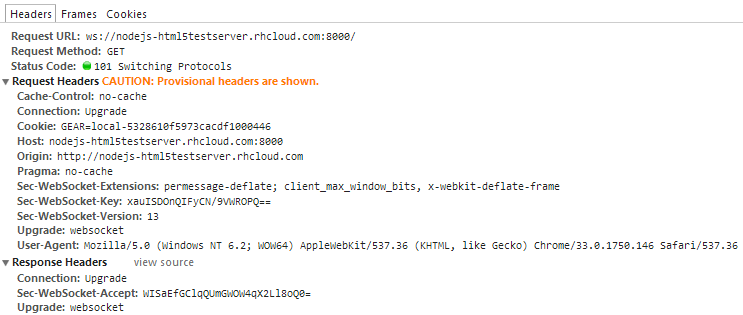 Headers Frames Cookies
Request URL: ws://nodejs-html5testserver.rhcloud.com:8000/
Request Method: GET
Status Code: 101 Switching Protocols
Request Headers CAUTION: Provisional headers are shown.
Cache-Control: no-cache
Connection: Upgrade
Cookie: GEAR=local-5328610f5973cacdf1000446
Host: nodejs-html5testserver.rhcloud.com:8000
Origin: http://nodejs-html5testserver.rhcloud.com
Pragma: no-cache
Sec-WebSocket-Extensions: permessage-deflate; client_max_window_bits, x-webkit-deflate-frame
Sec-WebSocket-Key: xauISDOnQIFyCN/9VWROPQ==
Sec-WebSocket-Version: 13
Upgrade: websocket
User-Agent: Mozilla/5.0 (Windows NT 6.2; WOW64) AppleWebKit/537.36 (KHTML, like Gecko) Chrome/33.0.1750.146 Safari/537.36
Response Headers view source
Connection: Upgrade
Sec-WebSocket-Accept: WISaEfGClqQUmGWOW4qX2Ll8oQ0=
Upgrade: websocket